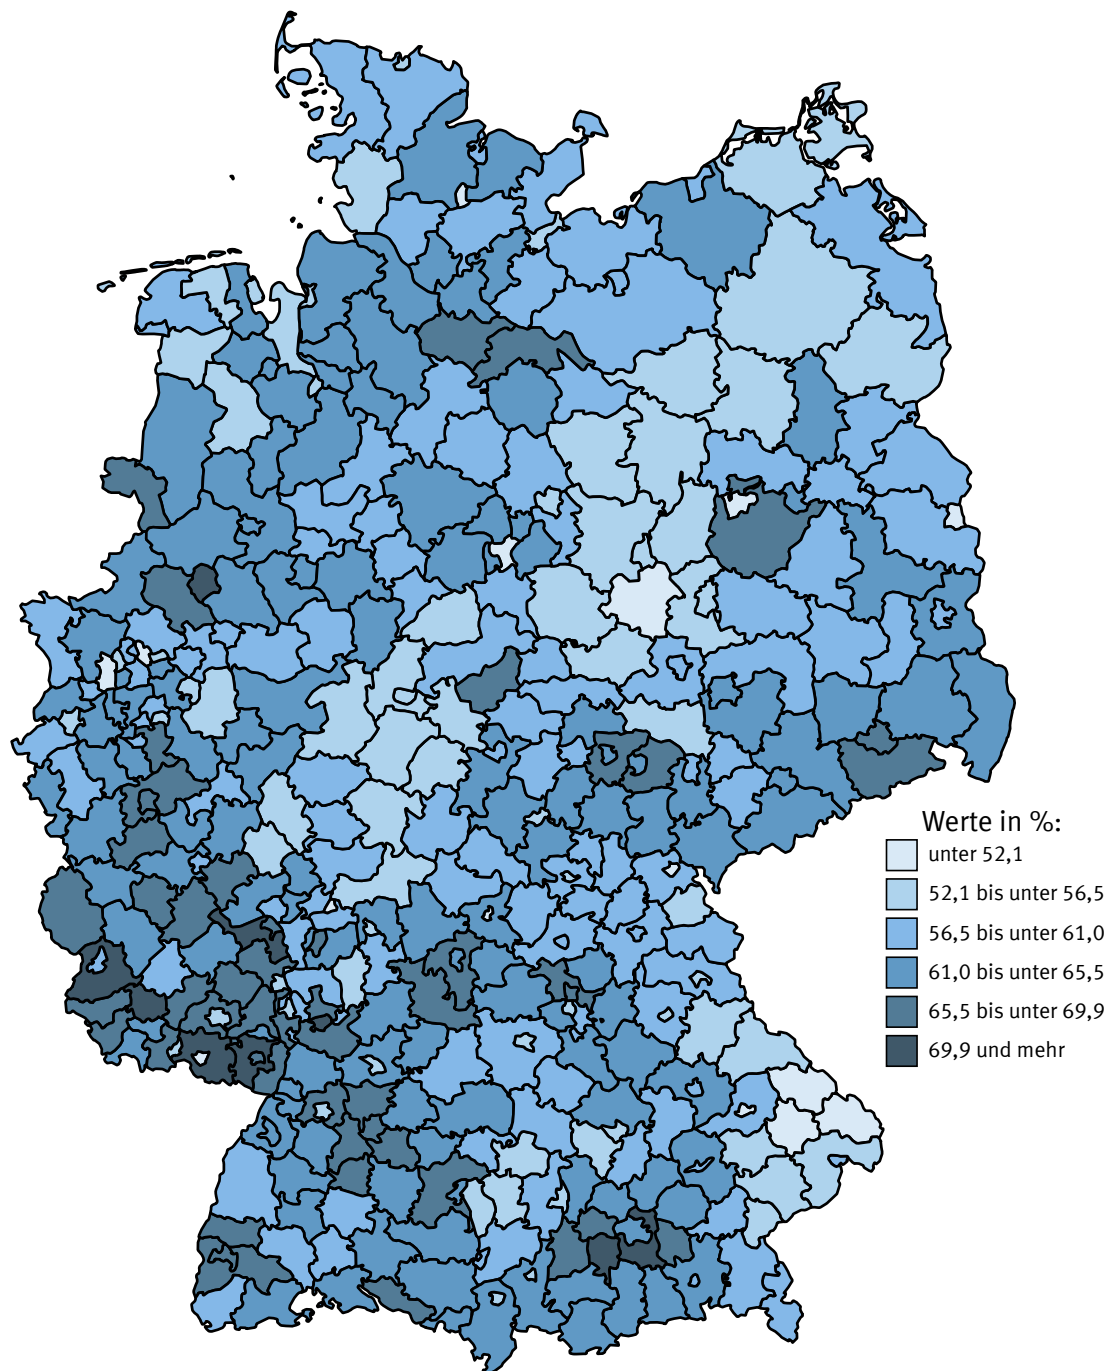 Werte in %:
unter 52,1
52,1 bis unter 56,5
56,5 bis unter 61,0
61,0 bis unter 65,5
65,5 bis unter 69,9
69,9 und mehr